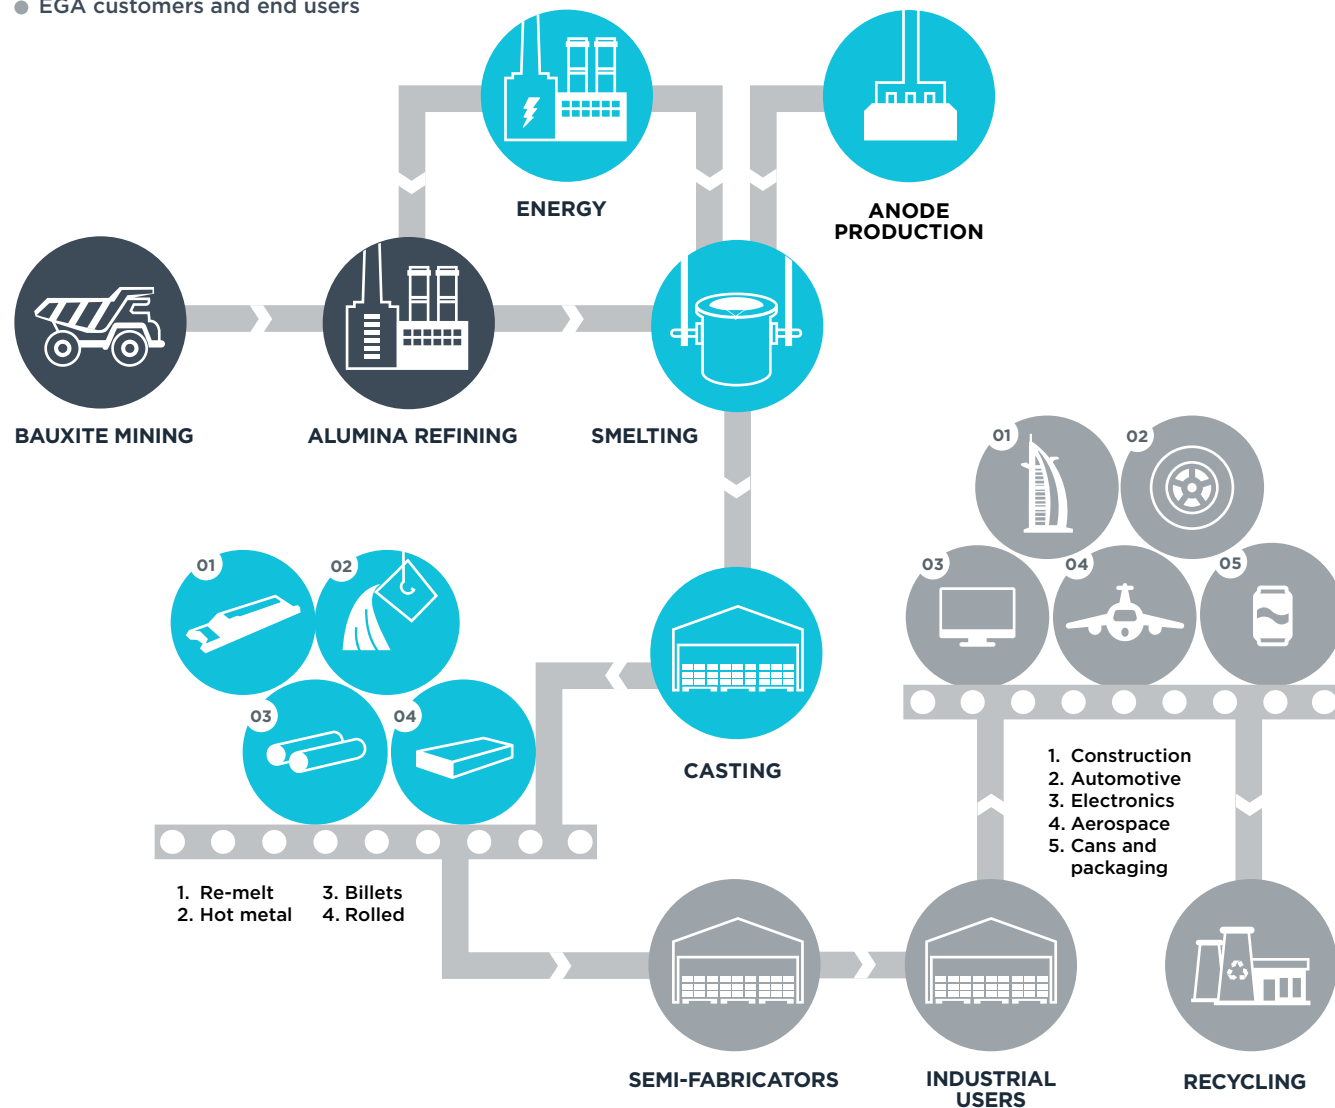 EGA customers and end users
ENERGY
ANODE
PRODUCTION
BAUXITE MINING
ALUMINA REFINING
SMELTING
01
02
03
04
05
01
02
03
04
CASTING
1. Construction
2. Automotive
3. Electronics
4. Aerospace
5. Cans and
packaging
1. Re-melt
2. Hot metal
3. Billets
4. Rolled
SEMI-FABRICATORS
INDUSTRIAL
USERS
RECYCLING